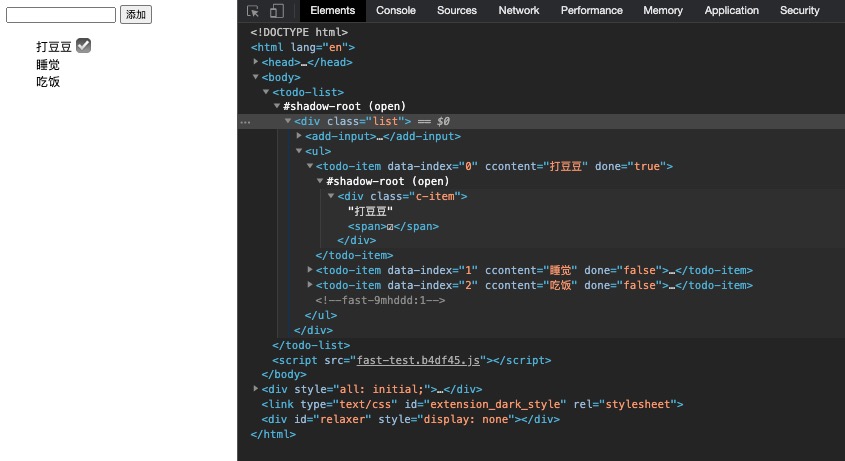 添加
打豆豆 ✅
睡觉
吃饭
Elements Console Sources Network Performance Memory Application Security
<!DOCTYPE html>
<html lang="en">
<head>…</head>
<body>
<todo-list>
#shadow-root (open)
… <div class="list"> == $0
<add-input>…</add-input>
<ul>
<todo-item data-index="0" ccontent="打豆豆" done="true">
#shadow-root (open)
<div class="c-item">
"打豆豆"
<span>☑</span>
</div>
</todo-item>
<todo-item data-index="1" ccontent="睡觉" done="false">…</todo-item>
<todo-item data-index="2" ccontent="吃饭" done="false">…</todo-item>
<!--fast-9mhddd:1-->
</ul>
</div>
</todo-list>
<script src="fast-test.b4df45.js"></script>
</body>
<div style="all: initial;">…</div>
<link type="text/css" id="extension_dark_style" rel="stylesheet">
<div id="relaxer" style="display: none"></div>
</html>